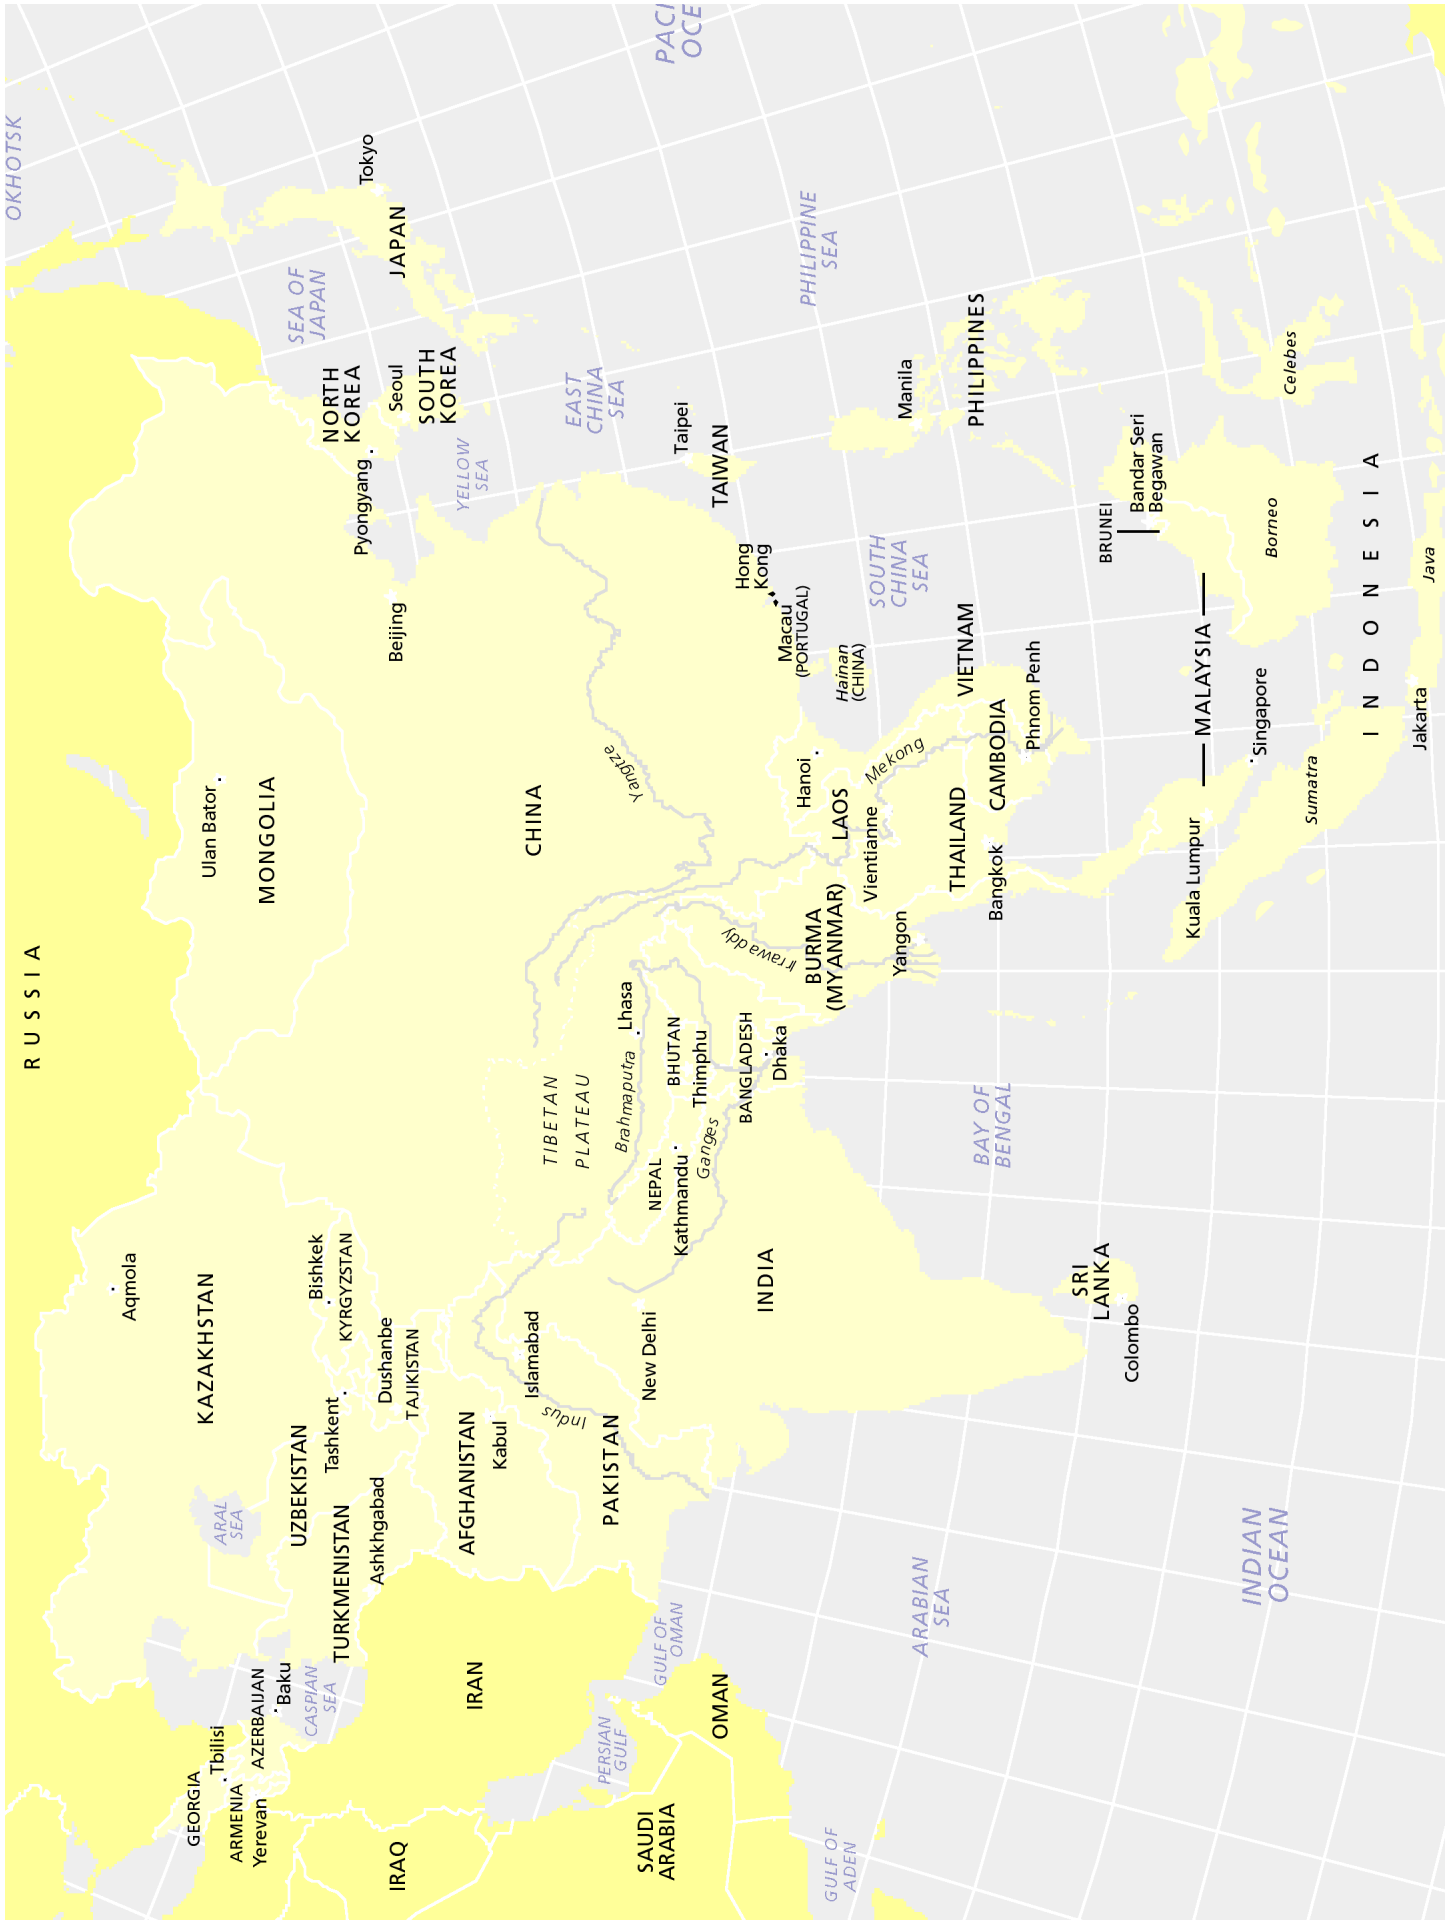 RUSSIA
OKHOTSK
PACI
OCE
GEORGIA
Tbilisi
ARMENIA
Yerevan
AZERBAIJAN
Baku
CASPIAN
SEA
ARAL
SEA
KAZAKHSTAN
Aqmola
UZBEKISTAN
Tashkent
TURKMENISTAN
Ashkhgabad
Bishkek
KYRGYZSTAN
Dushanbe
TAJIKISTAN
AFGHANISTAN
Kabul
Islamabad
Indus
PAKISTAN
IRAN
IRAQ
SAUDI
ARABIA
OMAN
PERSIAN
GULF
GULF OF
OMAN
GULF OF
ADEN
ARABIAN
SEA
INDIAN
OCEAN
Ulan Bator
MONGOLIA
CHINA
Beijing
Yangtze
TIBETAN
PLATEAU
Lhasa
Brahmaputra
NEPAL
Kathmandu
Ganges
BHUTAN
Thimphu
BANGLADESH
Dhaka
New Delhi
INDIA
SRI
LANKA
Colombo
BAY OF
BENGAL
Irrawaddy
BURMA
(MYANMAR)
Yangon
Hanoi
LAOS
Vientianne
Mekong
THAILAND
Bangkok
CAMBODIA
Phnom Penh
VIETNAM
Hainan
(CHINA)
Macau
(PORTUGAL)
Hong
Kong
NORTH
KOREA
Pyongyang
Seoul
SOUTH
KOREA
SEA OF
JAPAN
JAPAN
Tokyo
YELLOW
SEA
EAST
CHINA
SEA
Taipei
TAIWAN
PHILIPPINE
SEA
SOUTH
CHINA
SEA
Manila
PHILIPPINES
BRUNEI
Bandar Seri
Begawan
MALAYSIA
Kuala Lumpur
Singapore
Sumatra
Borneo
Celebes
INDONESIA
Jakarta
Java